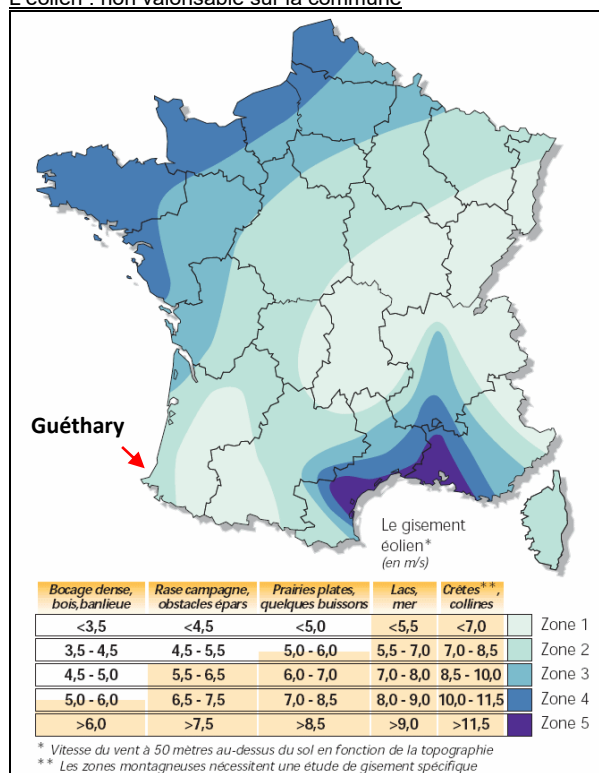 L'éolien : non valorisable sur la commune
Guéthary
Le gisement
éolien*
(en m/s)
Bocage dense, bois,banlieue Rase campagne, obstacles épars Prairies plates, quelques buissons Lacs, mer Crêtes**, collines
<3,5 <4,5 <5,0 <5,5 <7,0 Zone 1
3,5 - 4,5 4,5 - 5,5 5,0 - 6,0 5,5 - 7,0 7,0 - 8,5 Zone 2
4,5 - 5,0 5,5 - 6,5 6,0 - 7,0 7,0 - 8,0 8,5 - 10,0 Zone 3
5,0 - 6,0 6,5 - 7,5 7,0 - 8,5 8,0 - 9,0 10,0 - 11,5 Zone 4
>6,0 >7,5 >8,5 >9,0 >11,5 Zone 5
* Vitesse du vent à 50 mètres au-dessus du sol en fonction de la topographie
** Les zones montagneuses nécessitent une étude de gisement spécifique